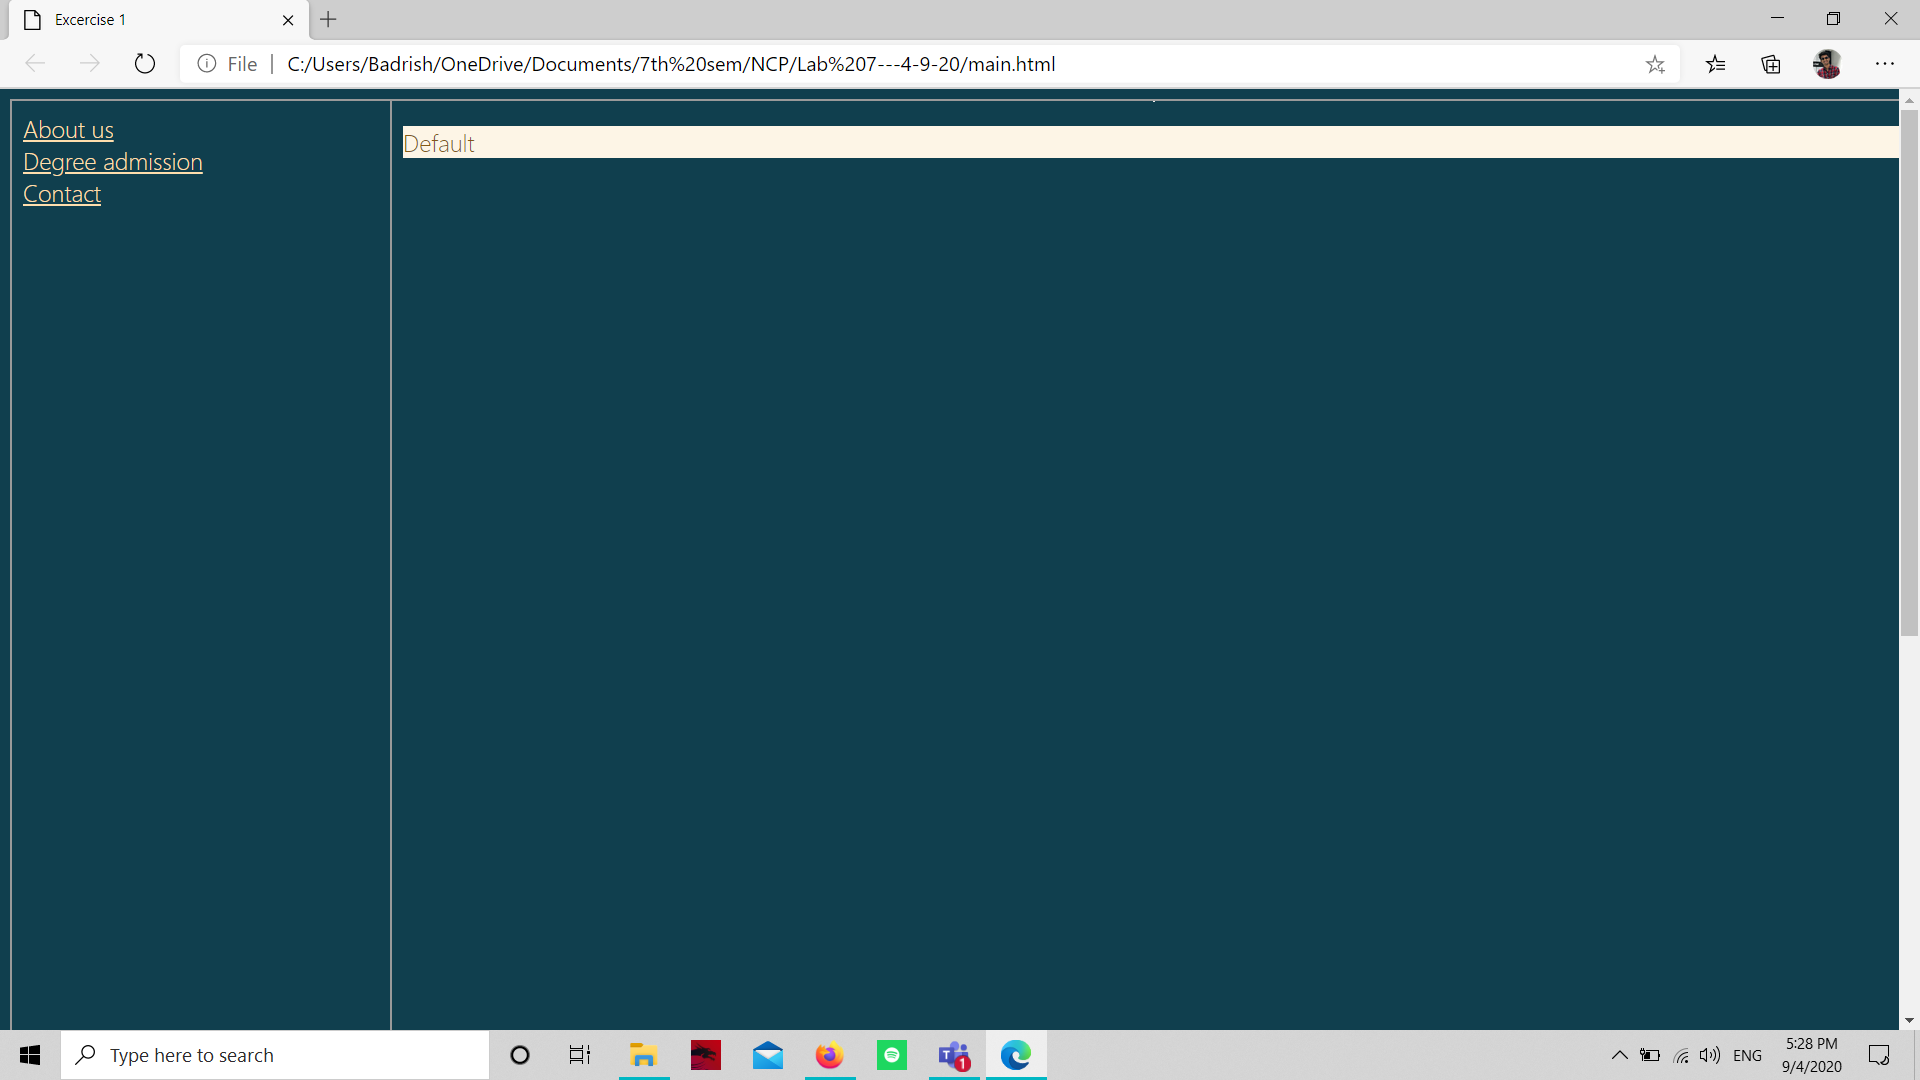 Excercise 1
File
C:/Users/Badrish/OneDrive/Documents/7th%20sem/NCP/Lab%207---4-9-20/main.html
About us
Degree admission
Contact
Default
Type here to search
T
1
ENG
5:28 PM
9/4/2020